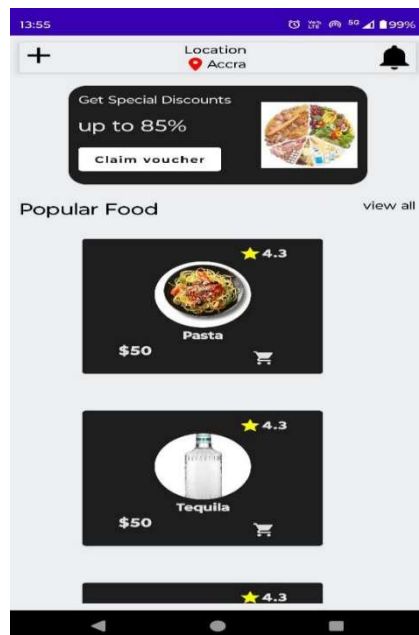 13:55
5G 99%
Location
Accra
Get Special Discounts
up to 85%
Claim voucher
Popular Food
view all
4.3
Pasta
$50
4.3
Tequila
$50
4.3